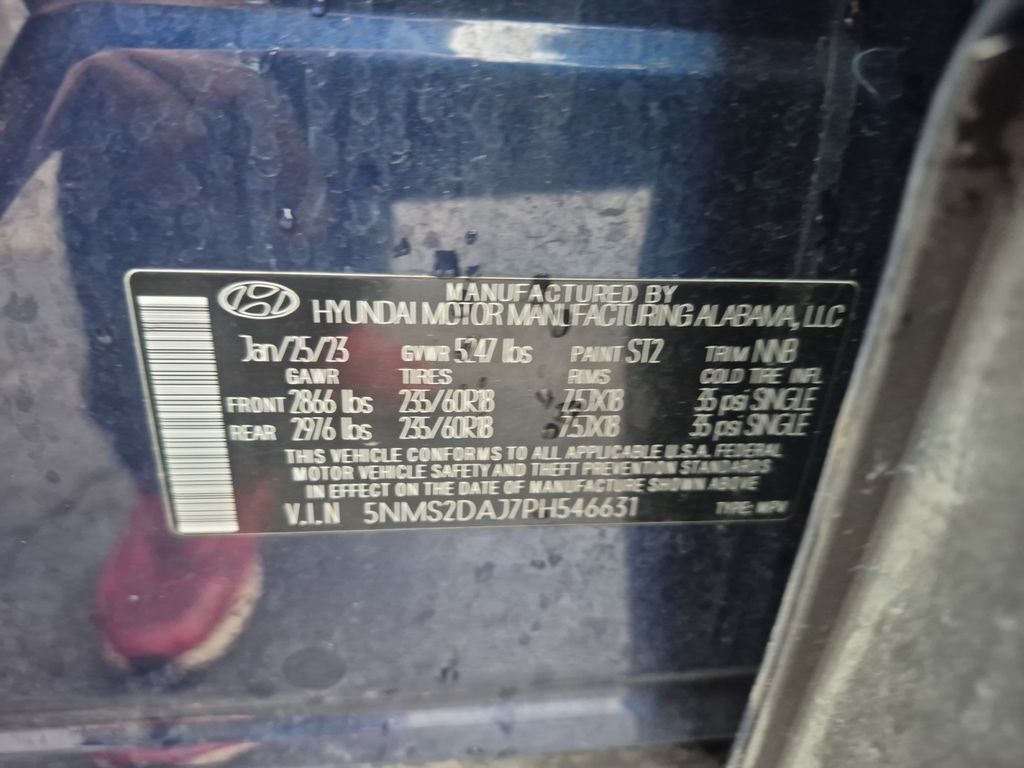 MANUFACTURED BY
HYUNDAI MOTOR MANUFACTURING ALABAMA, LLC
Jan/25/23 GVWR 5247 lbs PAINT ST2 TRIM NNB
GAWR TIRES RIMS COLD TIRE INFL
FRONT 2866 lbs 235/60R18 7.5JX18 35 psi SINGLE
REAR 2976 lbs 235/60R18 7.5JX18 35 psi SINGLE
THIS VEHICLE CONFORMS TO ALL APPLICABLE U.S.A. FEDERAL
MOTOR VEHICLE SAFETY AND THEFT PREVENTION STANDARDS
IN EFFECT ON THE DATE OF MANUFACTURE SHOWN ABOVE
V.I.N 5NMS2DAJ7PH546631 TYPE: MPV